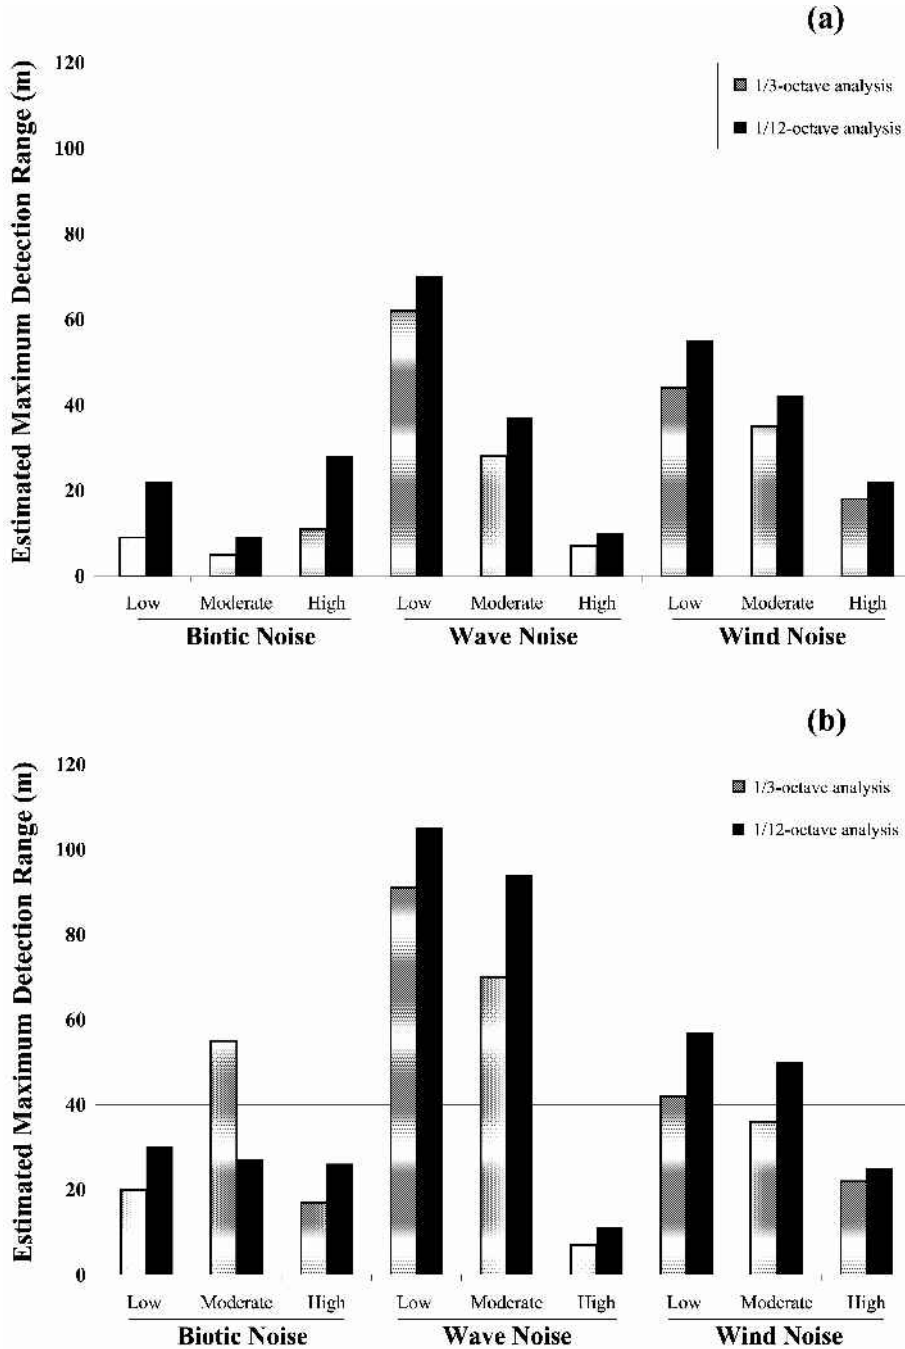 (a)
Estimated Maximum Detection Range (m)
120
100
80
60
40
20
0
1/3-octave analysis
1/12-octave analysis
Low Moderate High Low Moderate High Low Moderate High
Biotic Noise Wave Noise Wind Noise
(b)
Estimated Maximum Detection Range (m)
120
100
80
60
40
20
0
1/3-octave analysis
1/12-octave analysis
Low Moderate High Low Moderate High Low Moderate High
Biotic Noise Wave Noise Wind Noise